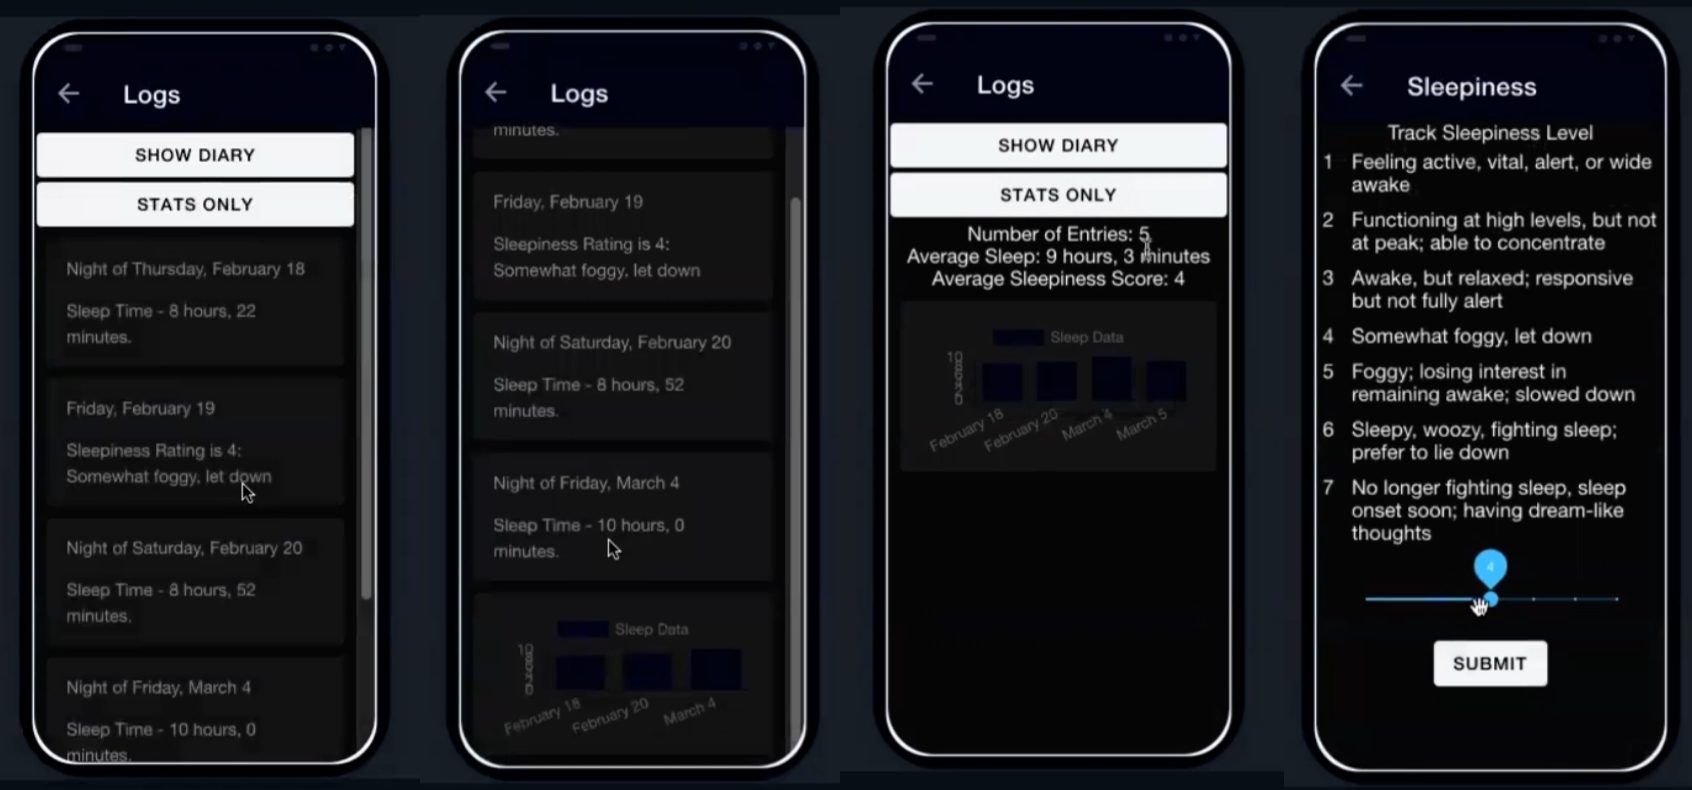 Logs
SHOW DIARY
STATS ONLY
Night of Thursday, February 18
Sleep Time - 8 hours, 22
minutes.
Friday, February 19
Sleepiness Rating is 4:
Somewhat foggy, let down
Night of Saturday, February 20
Sleep Time - 8 hours, 52
minutes.
Night of Friday, March 4
Sleep Time - 10 hours, 0
minutes.
Logs
minutes.
Friday, February 19
Sleepiness Rating is 4:
Somewhat foggy, let down
Night of Saturday, February 20
Sleep Time - 8 hours, 52
minutes.
Night of Friday, March 4
Sleep Time - 10 hours, 0
minutes.
Sleep Data
10
0
February 18
February 20
March 4
Logs
SHOW DIARY
STATS ONLY
Number of Entries: 5
Average Sleep: 9 hours, 3 minutes
Average Sleepiness Score: 4
Sleep Data
10
0
February 18
February 20
March 4
March 5
Sleepiness
Track Sleepiness Level
1 Feeling active, vital, alert, or wide
awake
2 Functioning at high levels, but not
at peak; able to concentrate
3 Awake, but relaxed; responsive
but not fully alert
4 Somewhat foggy, let down
5 Foggy; losing interest in
remaining awake; slowed down
6 Sleepy, woozy, fighting sleep;
prefer to lie down
7 No longer fighting sleep, sleep
onset soon; having dream-like
thoughts
4
SUBMIT